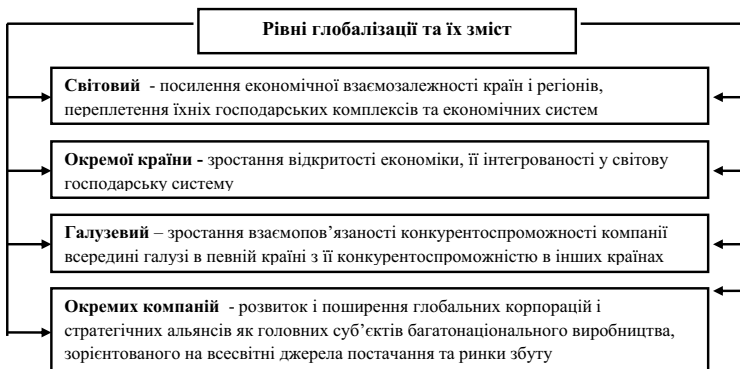 Рівні глобалізації та їх зміст
Світовий - посилення економічної взаємозалежності країн і регіонів,
переплетення їхніх господарських комплексів та економічних систем
Окремої країни - зростання відкритості економіки, її інтегрованості у світову
господарську систему
Галузевий – зростання взаємопов’язаності конкурентоспроможності компанії
всередині галузі в певній країні з її конкурентоспроможністю в інших країнах
Окремих компаній - розвиток і поширення глобальних корпорацій і
стратегічних альянсів як головних суб’єктів багатонаціонального виробництва,
зорієнтованого на всесвітні джерела постачання та ринки збуту